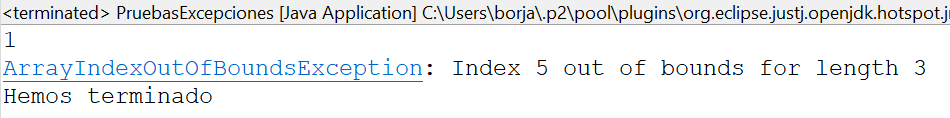 <terminated> PruebasExcepciones [Java Application] C:\Users\borja\.p2\pool\plugins\org.eclipse.justj.openjdk.hotspot.j
1
ArrayIndexOutOfBoundsException: Index 5 out of bounds for length 3
Hemos terminado